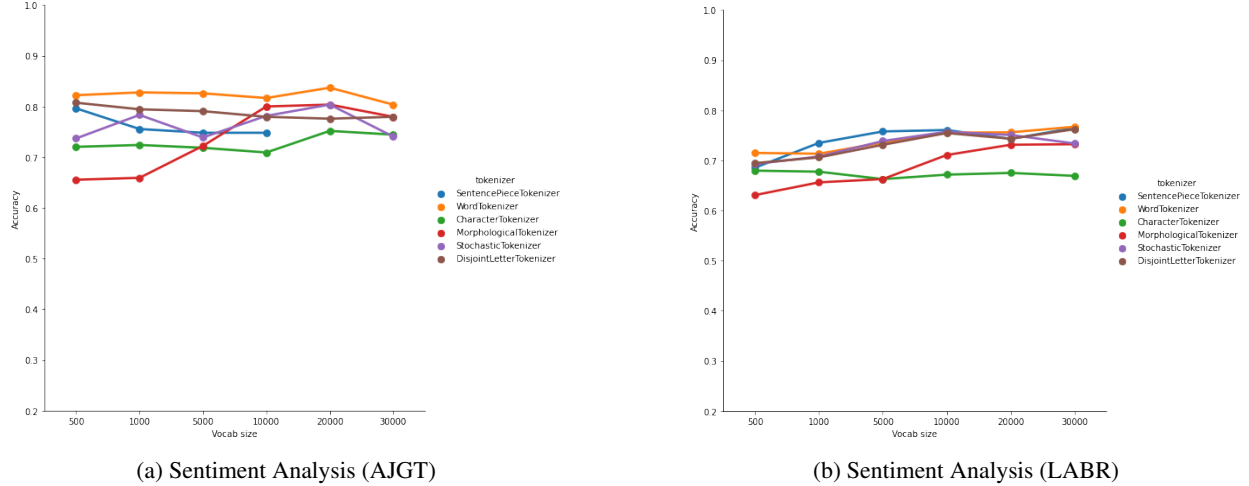 1.0
0.9
0.8
0.7
0.6
0.5
0.4
0.3
0.2
Accuracy
500 1000 5000 10000 20000 30000
Vocab size
tokenizer
SentencePieceTokenizer
WordTokenizer
CharacterTokenizer
MorphologicalTokenizer
StochasticTokenizer
DisjointLetterTokenizer
(a) Sentiment Analysis (AJGT)
1.0
0.9
0.8
0.7
0.6
0.5
0.4
0.3
0.2
Accuracy
500 1000 5000 10000 20000 30000
Vocab size
tokenizer
SentencePieceTokenizer
WordTokenizer
CharacterTokenizer
MorphologicalTokenizer
StochasticTokenizer
DisjointLetterTokenizer
(b) Sentiment Analysis (LABR)